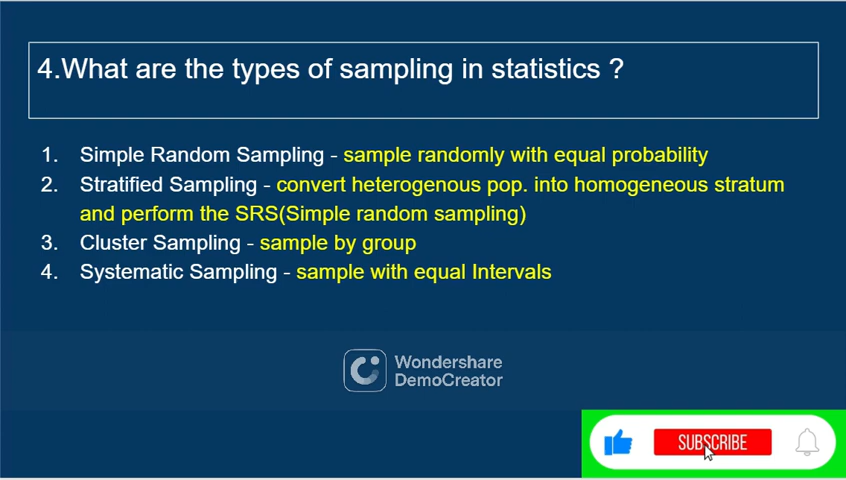 4.What are the types of sampling in statistics ?
1. Simple Random Sampling - sample randomly with equal probability
2. Stratified Sampling - convert heterogenous pop. into homogeneous stratum
and perform the SRS(Simple random sampling)
3. Cluster Sampling - sample by group
4. Systematic Sampling - sample with equal Intervals
Wondershare
DemoCreator
SUBSCRIBE